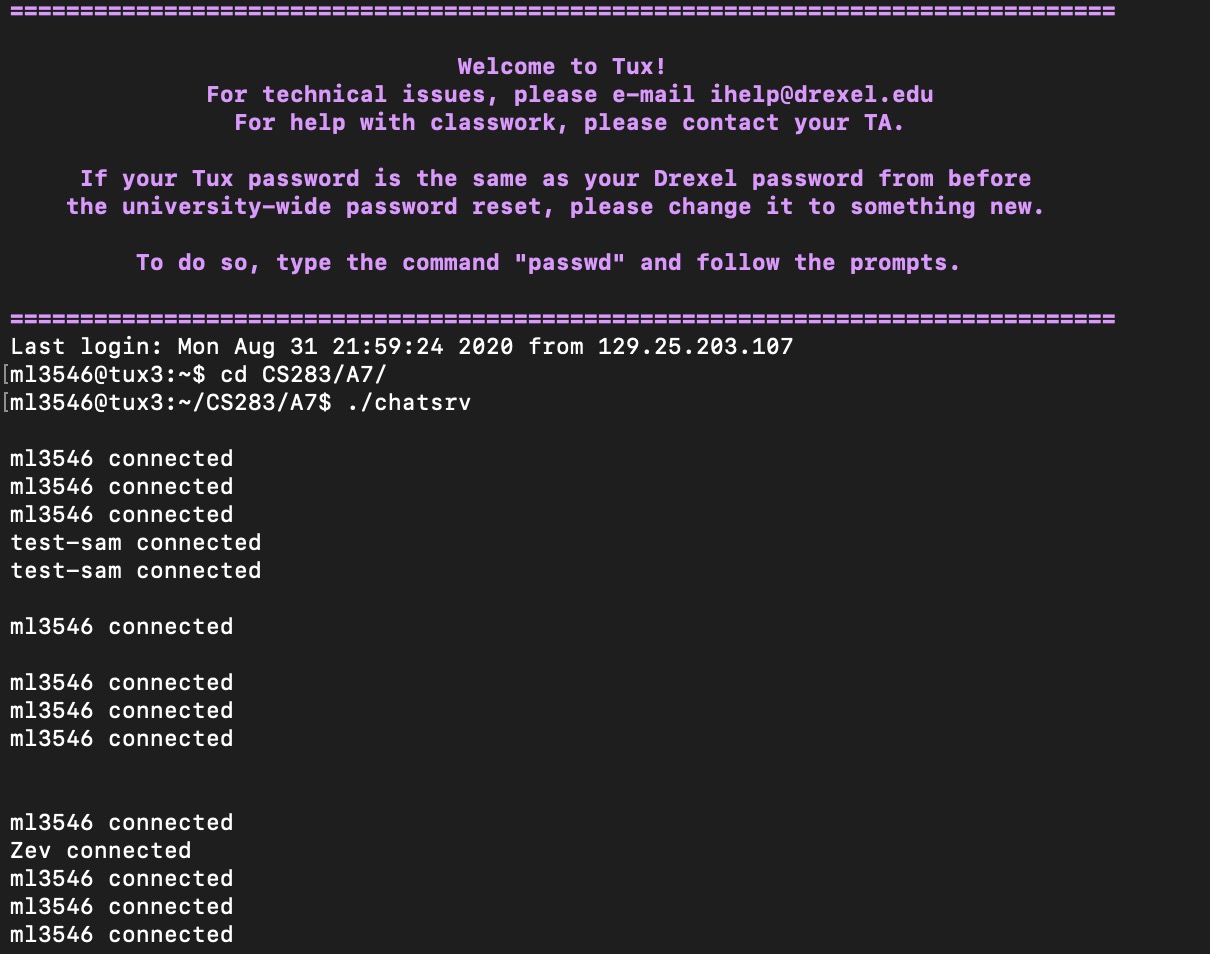 ===============================================================================
Welcome to Tux!
For technical issues, please e-mail ihelp@drexel.edu
For help with classwork, please contact your TA.
If your Tux password is the same as your Drexel password from before
the university-wide password reset, please change it to something new.
To do so, type the command "passwd" and follow the prompts.
===============================================================================
Last login: Mon Aug 31 21:59:24 2020 from 129.25.203.107
[ml3546@tux3:~$ cd CS283/A7/
[ml3546@tux3:~/CS283/A7$ ./chatsrv
ml3546 connected
ml3546 connected
ml3546 connected
test-sam connected
test-sam connected
ml3546 connected
ml3546 connected
ml3546 connected
ml3546 connected
ml3546 connected
Zev connected
ml3546 connected
ml3546 connected
ml3546 connected